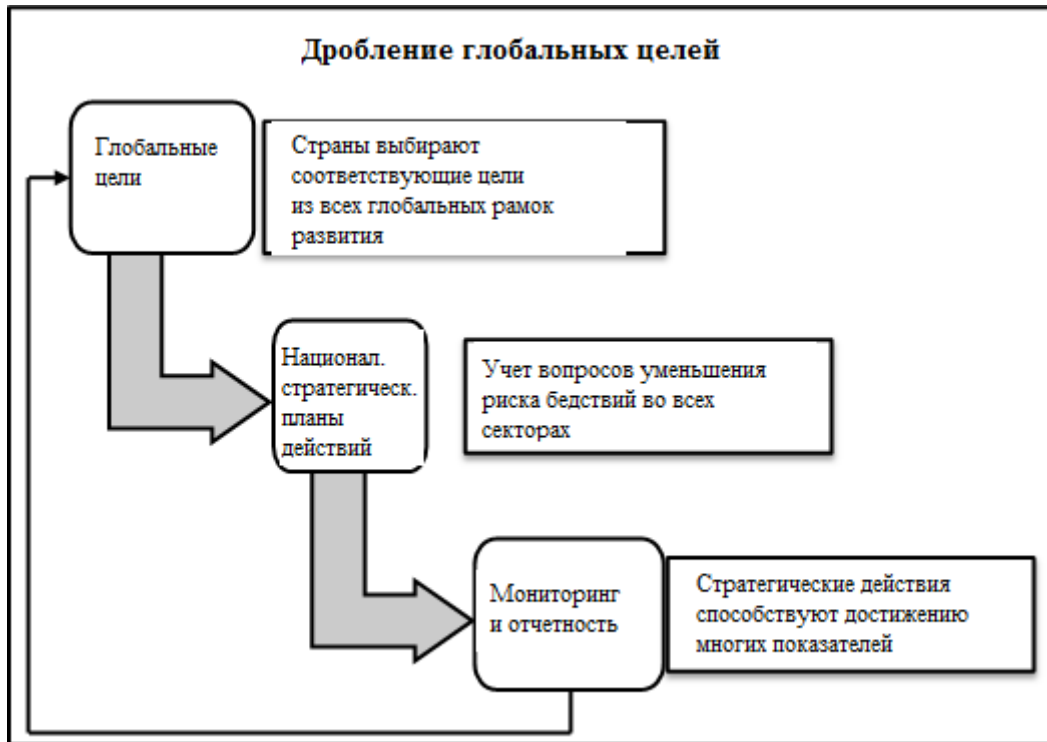 Дробление глобальных целей
Глобальные
цели
Страны выбирают
соответствующие цели
из всех глобальных рамок
развития
Национал.
стратегическ.
планы
действий
Учет вопросов уменьшения
риска бедствий во всех
секторах
Мониторинг
и отчетность
Стратегические действия
способствуют достижению
многих показателей